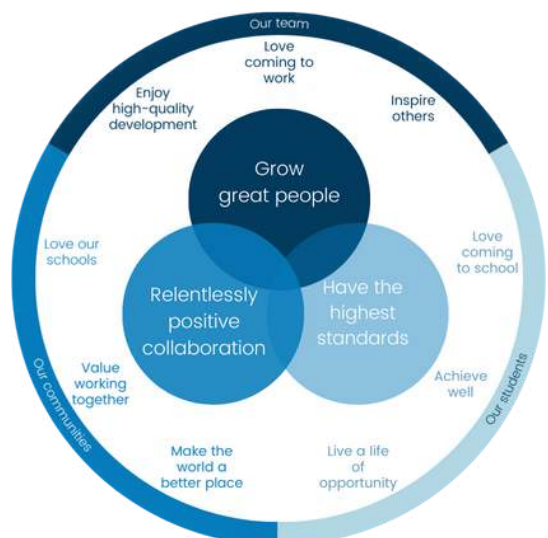 Our team
Love
coming to
work
Enjoy
high-quality
development
Inspire
others
Grow
great people
Love our
schools
Love
coming
to school
Relentlessly
positive
collaboration
Have the
highest
standards
Value
working
together
Achieve
well
Our communities
Our students
Make the
world a
better place
Live a life
of
opportunity